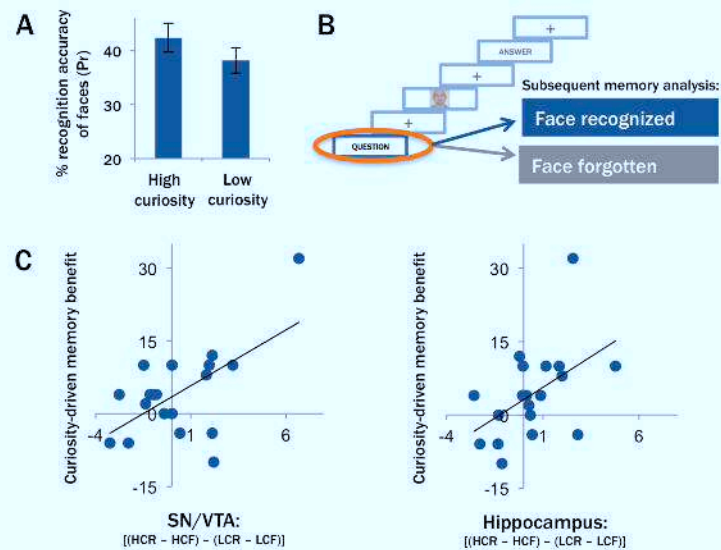 A
% recognition accuracy
of faces (Pr)
40
30
20
High
curiosity
Low
curiosity
B
+
ANSWER
+
+
QUESTION
Subsequent memory analysis:
Face recognized
Face forgotten
C
Curiosity-driven memory benefit
30
15
0
-15
-4
1
6
SN/VTA:
[(HCR – HCF) – (LCR – LCF)]
Curiosity-driven memory benefit
30
15
0
-15
-4
1
6
Hippocampus:
[(HCR – HCF) – (LCR – LCF)]